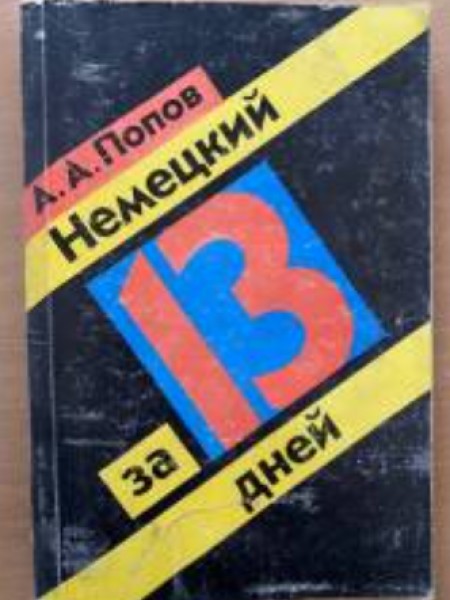 А.А.Попов
Немецкий
за
13
дней